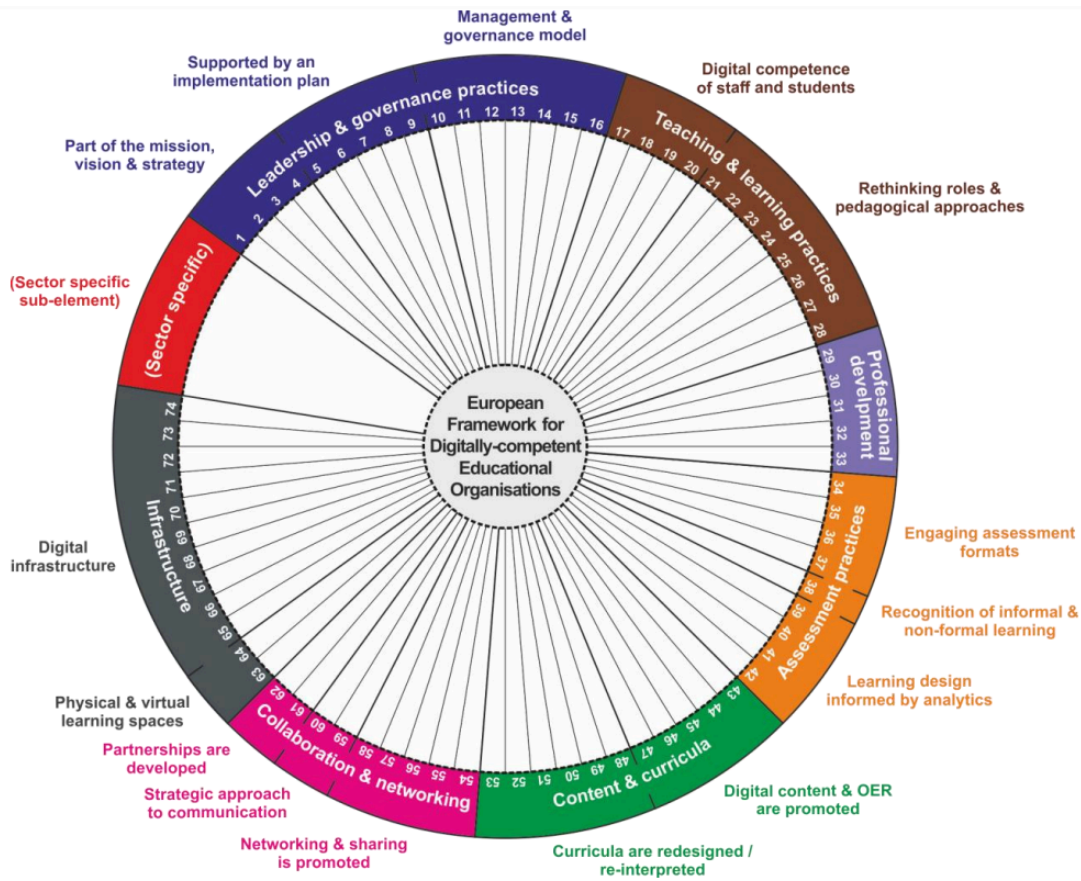 Management &
governance model
Supported by an
implementation plan
Part of the mission,
vision & strategy
(Sector specific
sub-element)
Digital
infrastructure
Physical & virtual
learning spaces
Partnerships are
developed
Strategic approach
to communication
Networking & sharing
is promoted
Curricula are redesigned /
re-interpreted
Digital content & OER
are promoted
Learning design
informed by analytics
Recognition of informal &
non-formal learning
Engaging assessment
formats
Rethinking roles &
pedagogical approaches
Digital competence
of staff and students
Leadership & governance practices
1 2 3 4 5 6 7 8 9 10 11 12 13 14 15 16
Teaching & learning practices
17 18 19 20 21 22 23 24 25 26 27 28
Professional
develpment
29 30 31 32 33
Assessment practices
34 35 36 37 38 39 40 41 42
Content & curricula
43 44 45 46 47 48 49 50 51 52 53
Collaboration & networking
54 55 56 57 58 59 60 61 62
Infrastructure
63 64 65 66 67 68 69 70 71 72 73 74
(Sector specific)
European
Framework for
Digitally-competent
Educational
Organisations